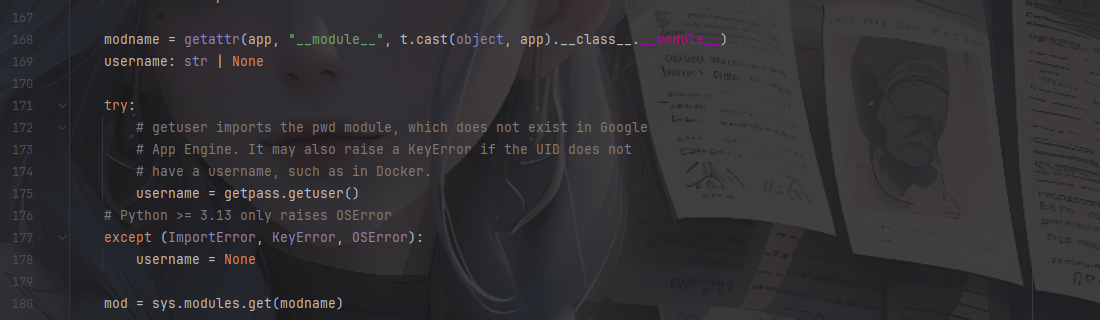 167
168 modname = getattr(app, "__module__", t.cast(object, app).__class__.__module__)
169 username: str | None
170
171 try:
172 # getuser imports the pwd module, which does not exist in Google
173 # App Engine. It may also raise a KeyError if the UID does not
174 # have a username, such as in Docker.
175 username = getpass.getuser()
176 # Python >= 3.13 only raises OSError
177 except (ImportError, KeyError, OSError):
178 username = None
179
180 mod = sys.modules.get(modname)